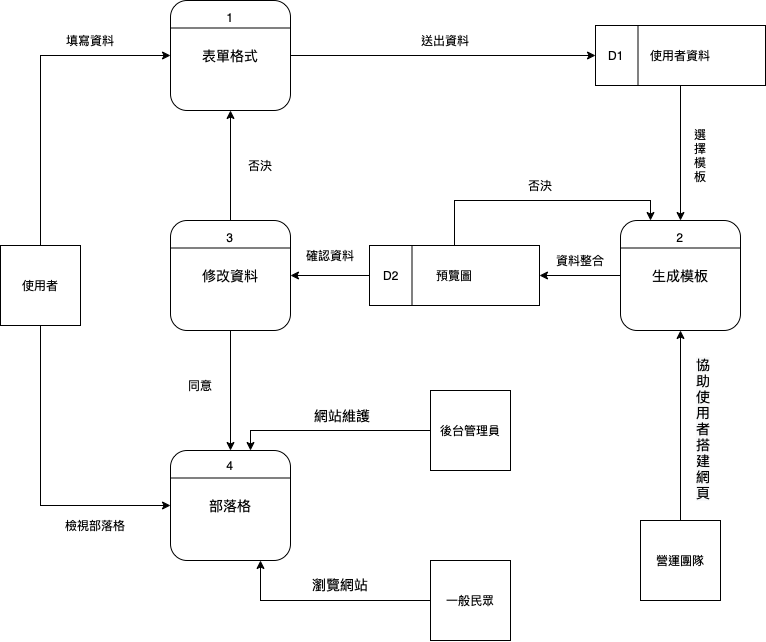 1
表單格式
填寫資料
送出資料
D1
使用者資料
選擇模板
否決
否決
3
修改資料
確認資料
D2
預覽圖
資料整合
2
生成模板
使用者
同意
網站維護
後台管理員
協助使用者搭建網頁
4
部落格
檢視部落格
瀏覽網站
一般民眾
營運團隊